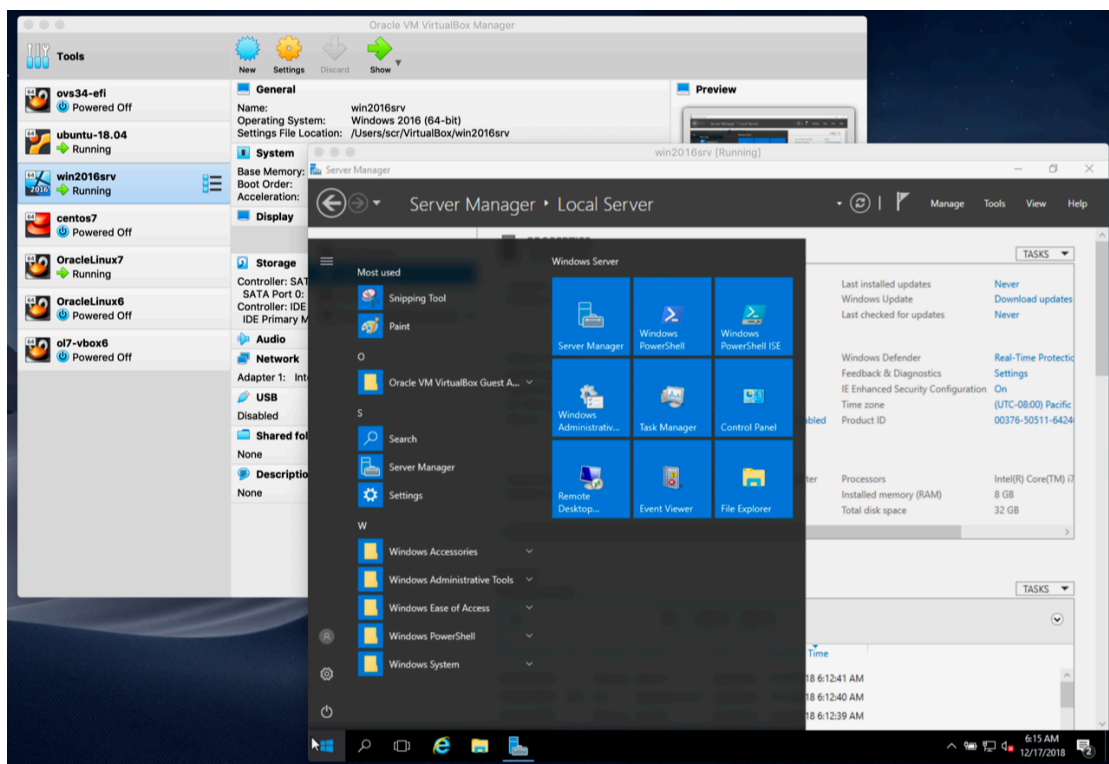 Oracle VM VirtualBox Manager
Tools
New Settings Discard Show
ovs34-efi
Powered Off
ubuntu-18.04
Running
win2016srv
Running
centos7
Powered Off
OracleLinux7
Running
OracleLinux6
Powered Off
ol7-vbox6
Powered Off
General
Name: win2016srv
Operating System: Windows 2016 (64-bit)
Settings File Location: /Users/scr/VirtualBox/win2016srv
System
Base Memory:
Boot Order:
Acceleration:
Display
Storage
Controller: SAT
SATA Port 0:
Controller: IDE
IDE Primary M
Audio
Network
Adapter 1: Int
USB
Disabled
Shared fol
None
Descriptio
None
Preview
win2016srv [Running]
Server Manager
Server Manager ‣ Local Server
Manage Tools View Help
TASKS
Most used
Snipping Tool
Paint
O
Oracle VM VirtualBox Guest A...
S
Search
Server Manager
Settings
W
Windows Accessories
Windows Administrative Tools
Windows Ease of Access
Windows PowerShell
Windows System
Windows Server
Server Manager
Windows PowerShell
Windows PowerShell ISE
Windows Administrativ...
Task Manager
Control Panel
Remote Desktop...
Event Viewer
File Explorer
Last installed updates Never
Windows Update Download updates
Last checked for updates Never
Windows Defender Real-Time Protectic
Feedback & Diagnostics Settings
IE Enhanced Security Configuration On
Time zone (UTC-08:00) Pacific
abled Product ID 00376-50511-6424
ter Processors Intel(R) Core(TM) i7
Installed memory (RAM) 8 GB
Total disk space 32 GB
TASKS
Time
18 6:12:41 AM
18 6:12:40 AM
18 6:12:39 AM
6:15 AM
12/17/2018
2